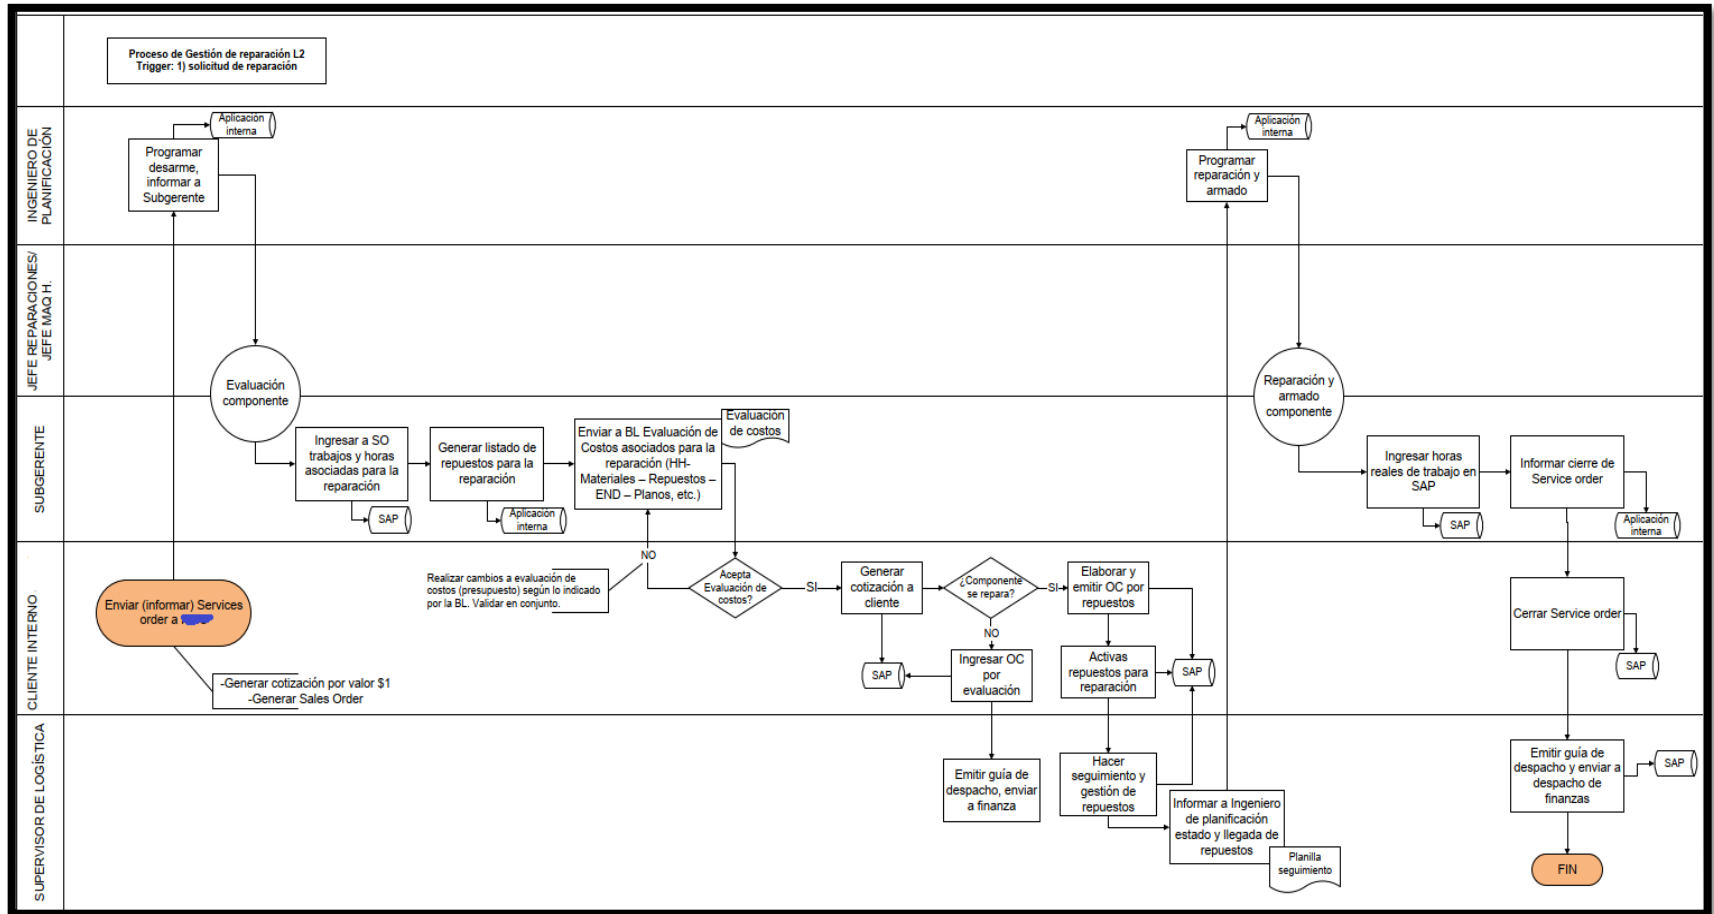 Proceso de Gestión de reparación L2
Trigger: 1) solicitud de reparación
INGENIERO DE
PLANIFICACIÓN
Aplicación
interna
Programar
desarme,
informar a
Subgerente
Aplicación
interna
Programar
reparación y
armado
JEFE REPARACIONES/
JEFE MAQ H.
Evaluación
componente
Reparación y
armado
componente
SUBGERENTE
Ingresar a SO
trabajos y horas
asociadas para la
reparación
SAP
Generar listado de
repuestos para la
reparación
Aplicación
interna
Enviar a BL Evaluación de
Costos asociados para la
reparación (HH-
Materiales – Repuestos –
END – Planos, etc.)
Evaluación
de costos
Ingresar horas
reales de trabajo en
SAP
SAP
Informar cierre de
Service order
Aplicación
interna
CLIENTE INTERNO.
Enviar (informar) Services
order a
-Generar cotización por valor $1
-Generar Sales Order
Realizar cambios a evaluación de
costos (presupuesto) según lo indicado
por la BL. Validar en conjunto.
NO
Acepta
Evaluación de
costos?
SI
Generar
cotización a
cliente
SAP
¿Componente
se repara?
SI
NO
Ingresar OC
por
evaluación
Elaborar y
emitir OC por
repuestos
Activas
repuestos para
reparación
SAP
Cerrar Service order
SAP
SUPERVISOR DE LOGÍSTICA
Emitir guía de
despacho, enviar
a finanza
Hacer
seguimiento y
gestión de
repuestos
Informar a Ingeniero
de planificación
estado y llegada de
repuestos
Planilla
seguimiento
Emitir guía de
despacho y enviar a
despacho de
finanzas
SAP
FIN